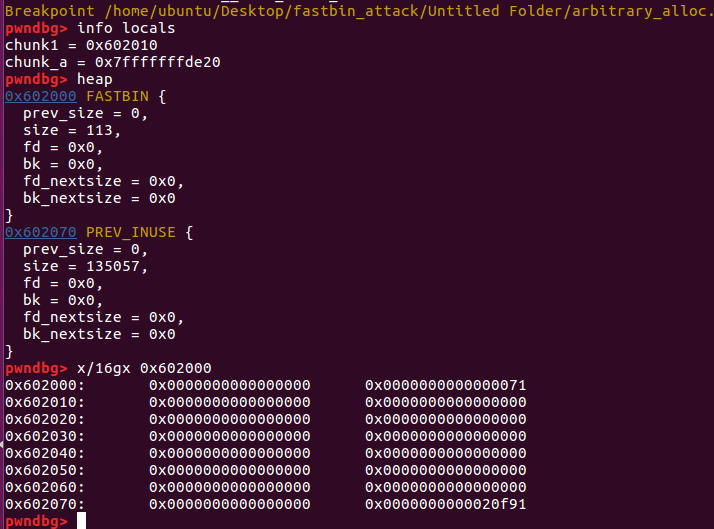 Breakpoint /home/ubuntu/Desktop/fastbin_attack/Untitled Folder/arbitrary_alloc.
pwndbg> info locals
chunk1 = 0x602010
chunk_a = 0x7fffffffde20
pwndbg> heap
0x602000 FASTBIN {
  prev_size = 0,
  size = 113,
  fd = 0x0,
  bk = 0x0,
  fd_nextsize = 0x0,
  bk_nextsize = 0x0
}
0x602070 PREV_INUSE {
  prev_size = 0,
  size = 135057,
  fd = 0x0,
  bk = 0x0,
  fd_nextsize = 0x0,
  bk_nextsize = 0x0
}
pwndbg> x/16gx 0x602000
0x602000:	0x0000000000000000	0x0000000000000071
0x602010:	0x0000000000000000	0x0000000000000000
0x602020:	0x0000000000000000	0x0000000000000000
0x602030:	0x0000000000000000	0x0000000000000000
0x602040:	0x0000000000000000	0x0000000000000000
0x602050:	0x0000000000000000	0x0000000000000000
0x602060:	0x0000000000000000	0x0000000000000000
0x602070:	0x0000000000000000	0x0000000000020f91
pwndbg>